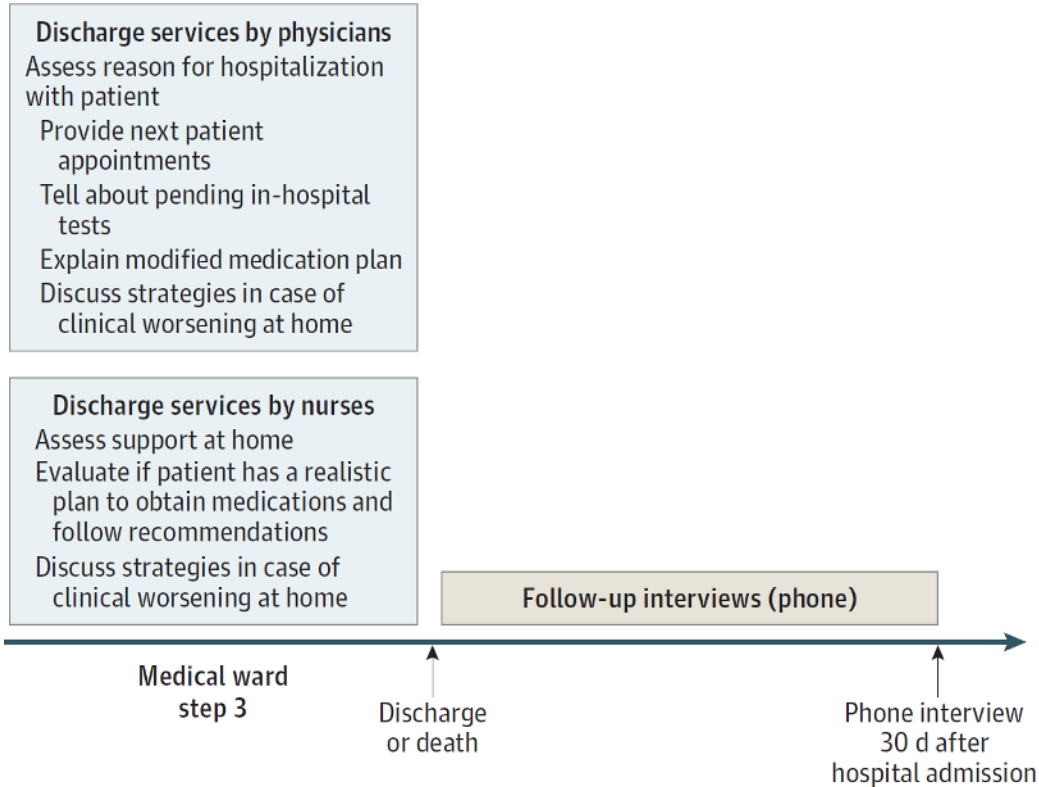 Discharge services by physicians
Assess reason for hospitalization
with patient
Provide next patient
appointments
Tell about pending in-hospital
tests
Explain modified medication plan
Discuss strategies in case of
clinical worsening at home
Discharge services by nurses
Assess support at home
Evaluate if patient has a realistic
plan to obtain medications and
follow recommendations
Discuss strategies in case of
clinical worsening at home
Follow-up interviews (phone)
Medical ward
step 3
Discharge
or death
Phone interview
30 d after
hospital admission